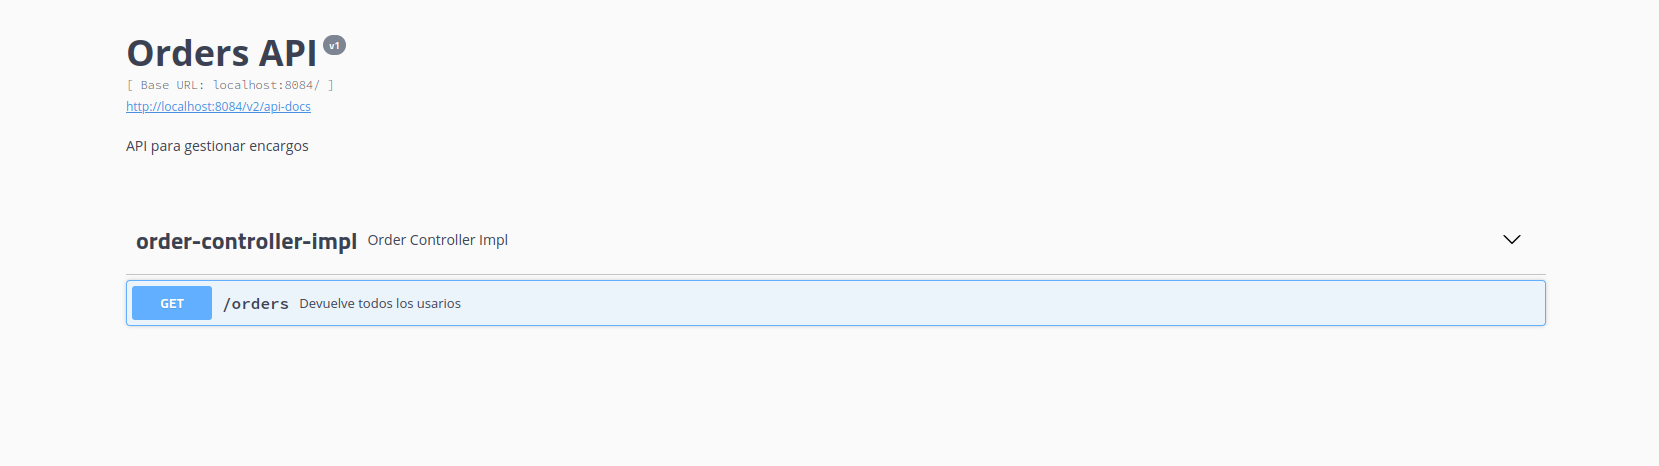 Orders API v1
[ Base URL: localhost:8084/ ]
http://localhost:8084/v2/api-docs
API para gestionar encargos
order-controller-impl Order Controller Impl
GET /orders Devuelve todos los usarios